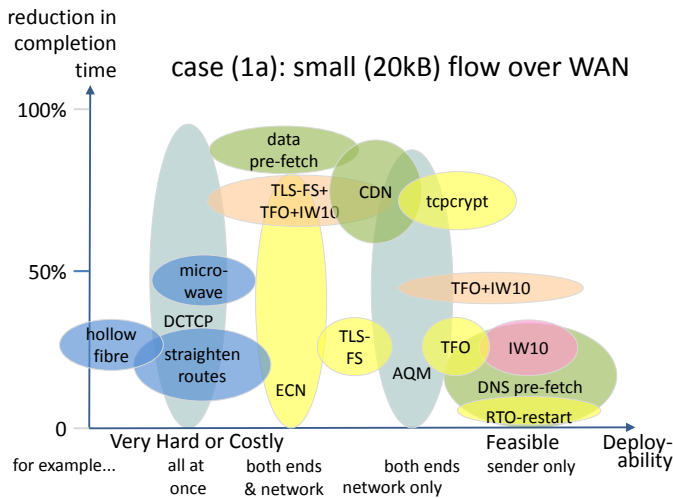 reduction in
completion
time
case (1a): small (20kB) flow over WAN
100%
data
pre-fetch
TLS-FS+
TFO+IW10
CDN
tcpcrypt
50%
micro-
wave
TFO+IW10
DCTCP
hollow
fibre
straighten
routes
TLS-
FS
TFO
IW10
ECN
AQM
DNS pre-fetch
RTO-restart
0
Very Hard or Costly
Feasible
Deploy-
ability
for example...
all at
once
both ends
& network
both ends
network only
sender only